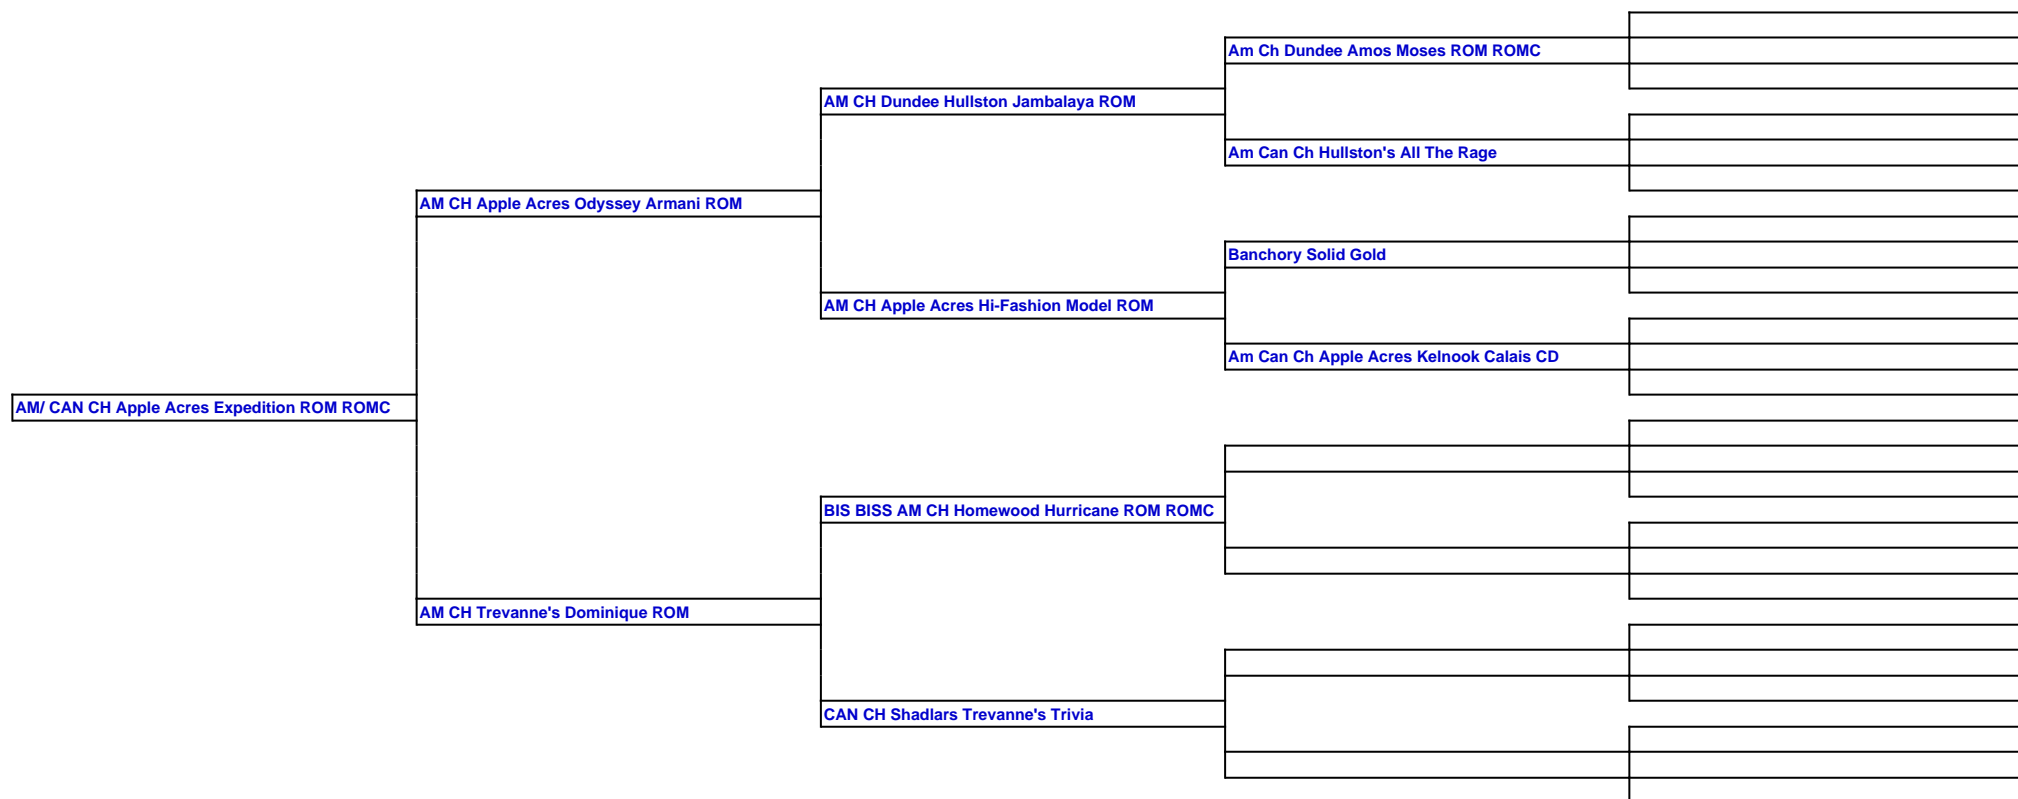 Am Ch Dundee Amos Moses ROM ROMC
AM CH Dundee Hullston Jambalaya ROM
Am Can Ch Hullston's All The Rage
AM CH Apple Acres Odyssey Armani ROM
Banchory Solid Gold
AM CH Apple Acres Hi-Fashion Model ROM
Am Can Ch Apple Acres Kelnook Calais CD
AM/ CAN CH Apple Acres Expedition ROM ROMC
BIS BISS AM CH Homewood Hurricane ROM ROMC
AM CH Trevanne's Dominique ROM
CAN CH Shadlars Trevanne's Trivia